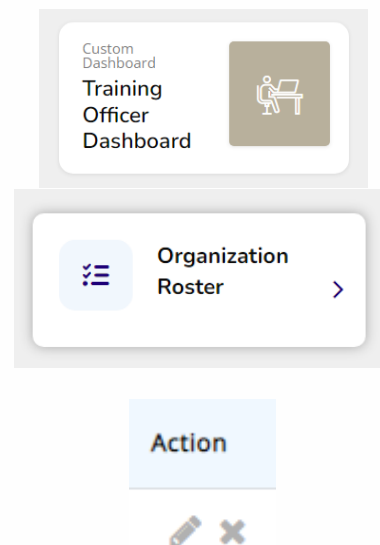 Custom
Dashboard
Training
Officer
Dashboard
Organization
Roster
Action